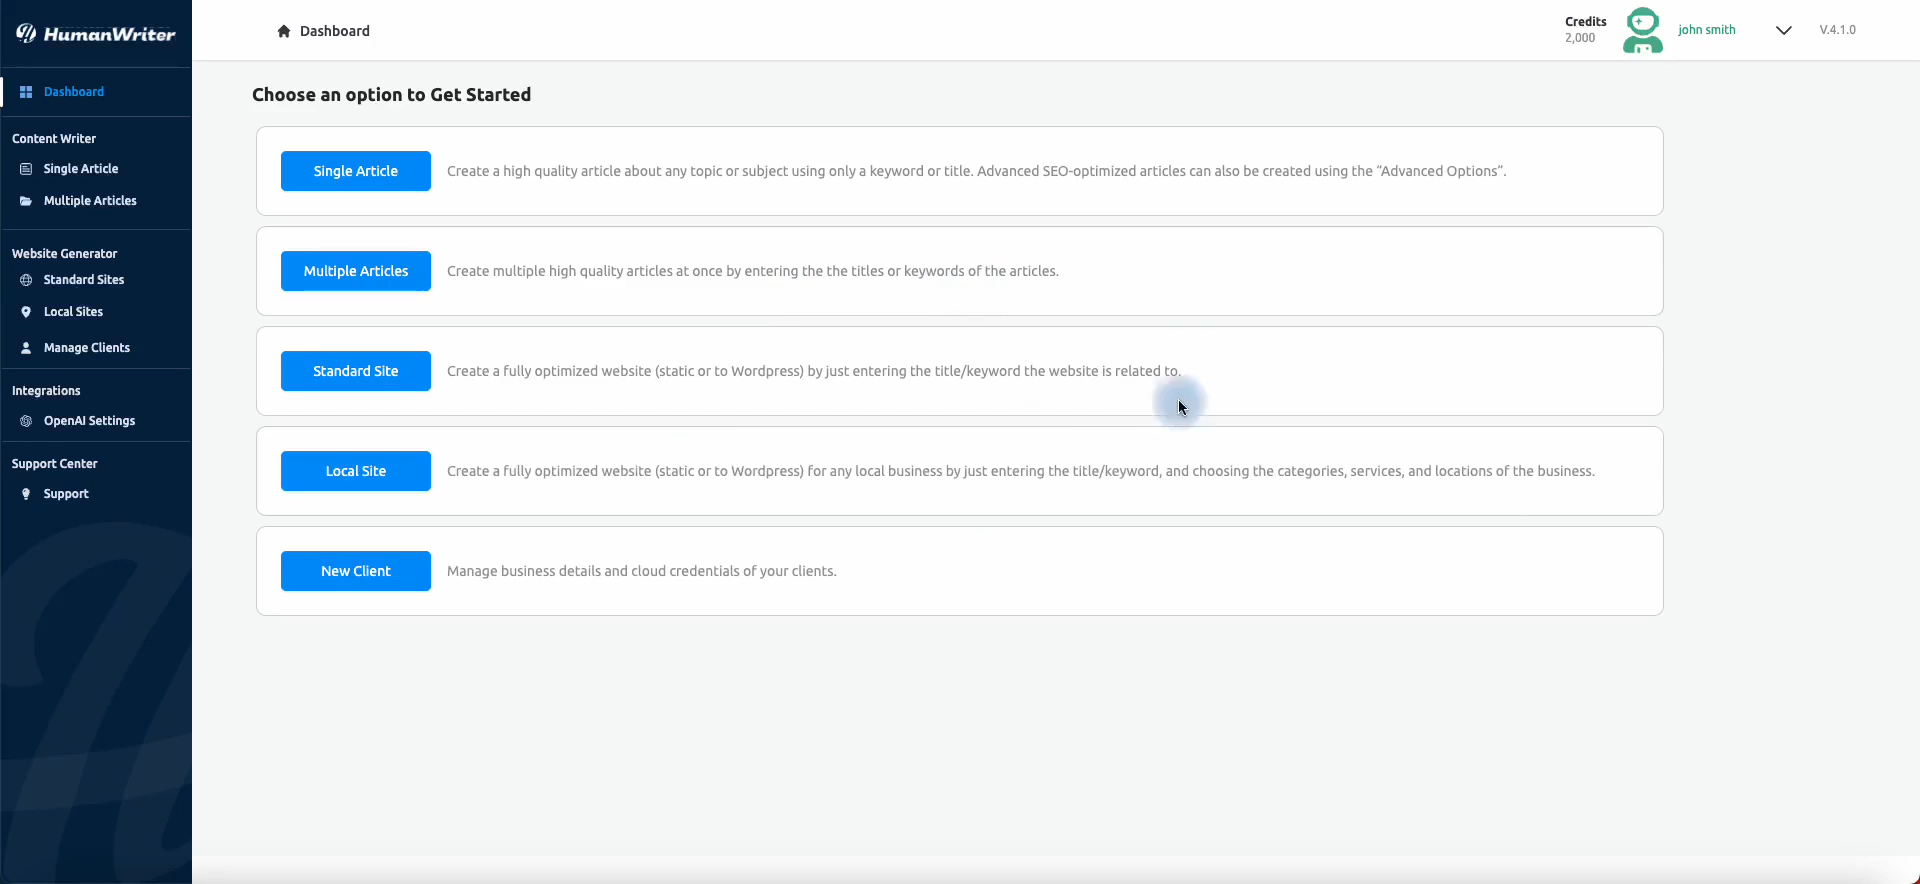 HumanWriter
Dashboard
Credits
2,000
john smith
V.4.1.0
Dashboard
Content Writer
Single Article
Multiple Articles
Website Generator
Standard Sites
Local Sites
Manage Clients
Integrations
OpenAI Settings
Support Center
Support
Choose an option to Get Started
Single Article
Create a high quality article about any topic or subject using only a keyword or title. Advanced SEO-optimized articles can also be created using the “Advanced Options”.
Multiple Articles
Create multiple high quality articles at once by entering the the titles or keywords of the articles.
Standard Site
Create a fully optimized website (static or to Wordpress) by just entering the title/keyword the website is related to.
Local Site
Create a fully optimized website (static or to Wordpress) for any local business by just entering the title/keyword, and choosing the categories, services, and locations of the business.
New Client
Manage business details and cloud credentials of your clients.